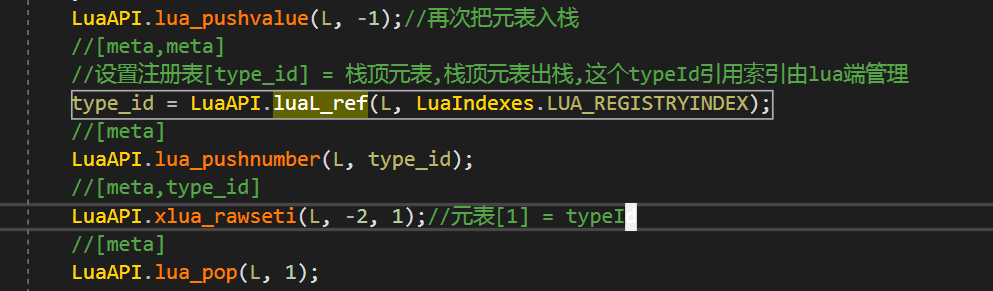 LuaAPI.lua_pushvalue(L, -1);//再次把元表入栈
//[meta,meta]
//设置注册表[type_id] = 栈顶元表,栈顶元表出栈,这个typeId引用索引由lua端管理
type_id = LuaAPI.luaL_ref(L, LuaIndexes.LUA_REGISTRYINDEX);
//[meta]
LuaAPI.lua_pushnumber(L, type_id);
//[meta,type_id]
LuaAPI.xlua_rawseti(L, -2, 1);//元表[1] = typeId
//[meta]
LuaAPI.lua_pop(L, 1);